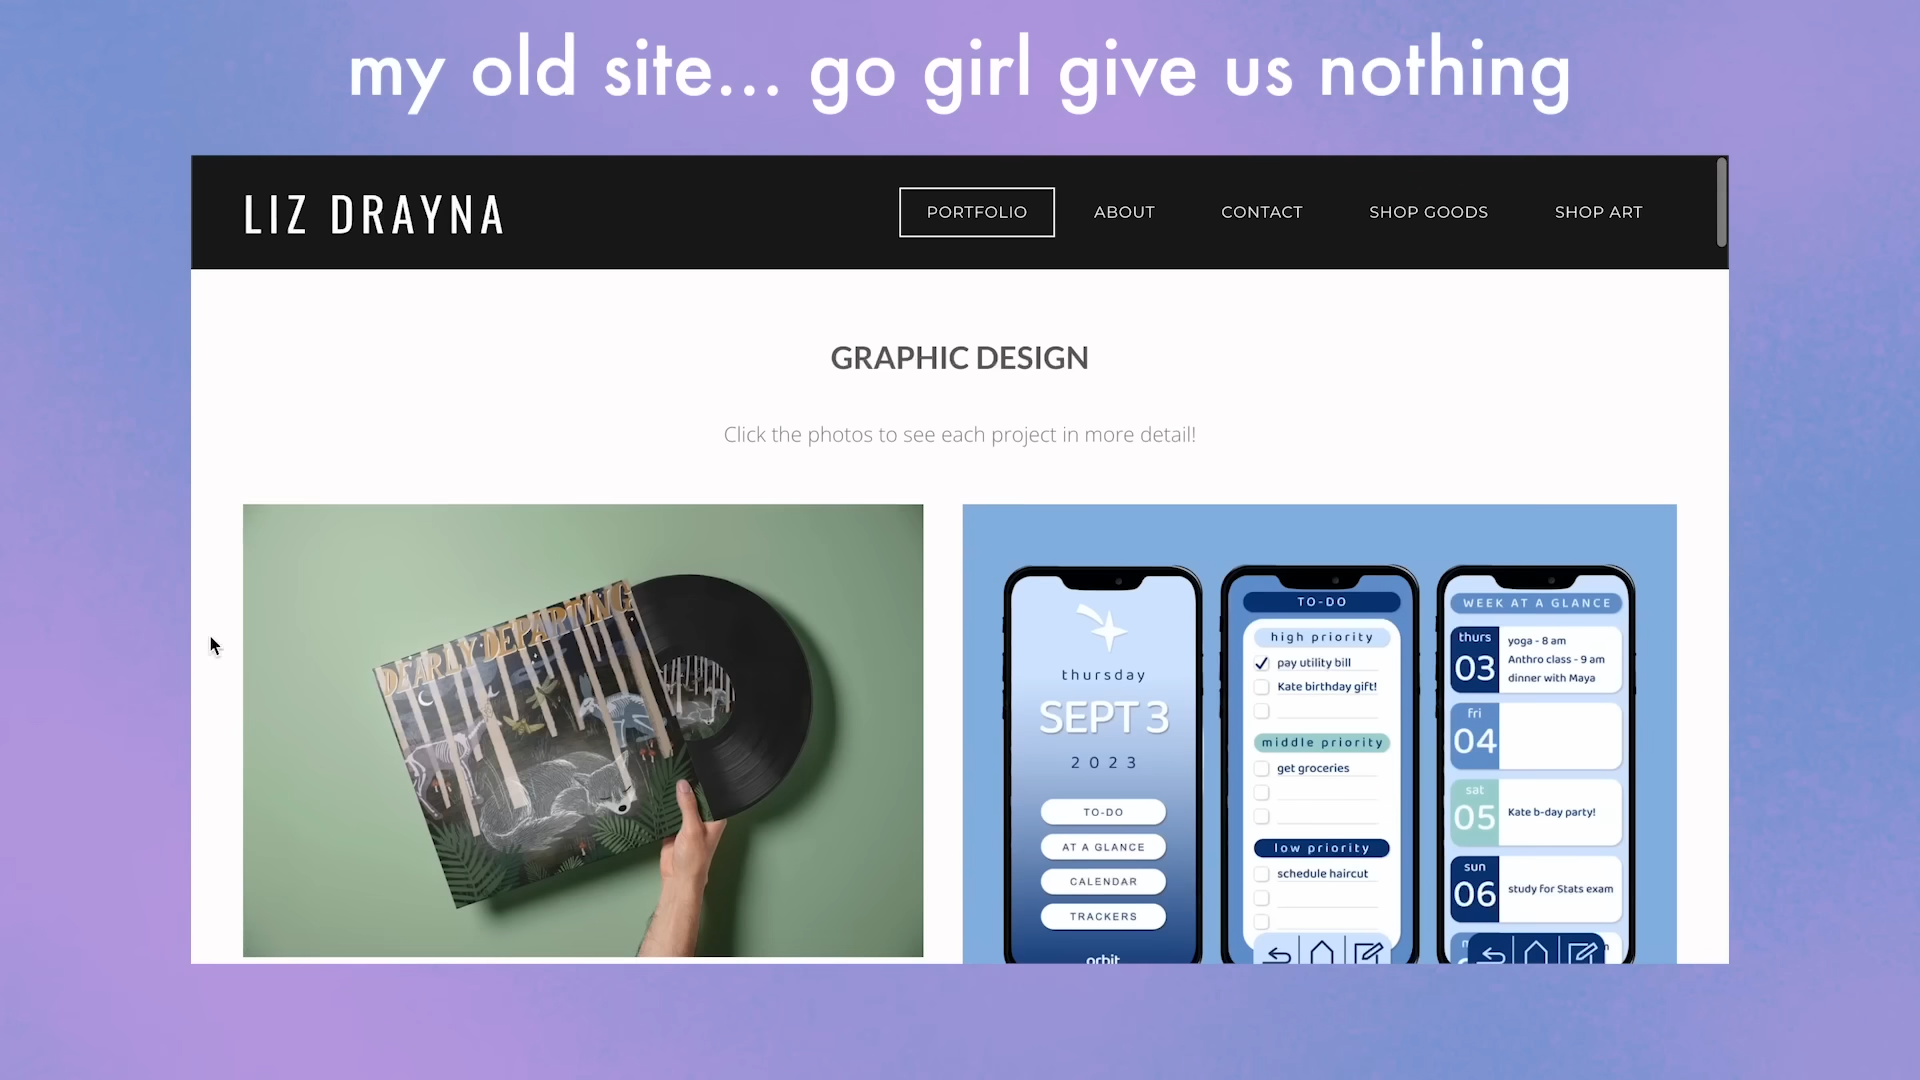 my old site... go girl give us nothing
LIZ DRAYNA
PORTFOLIO
ABOUT
CONTACT
SHOP GOODS
SHOP ART
GRAPHIC DESIGN
Click the photos to see each project in more detail!
DEARLY DEPARTING
thursday
SEPT 3
2023
TO-DO
AT A GLANCE
CALENDAR
TRACKERS
orbit
TO-DO
high priority
pay utility bill
Kate birthday gift!
middle priority
get groceries
low priority
schedule haircut
WEEK AT A GLANCE
thurs
03
yoga - 8 am
Anthro class - 9 am
dinner with Maya
fri
04
sat
05
Kate b-day party!
sun
06
study for Stats exam